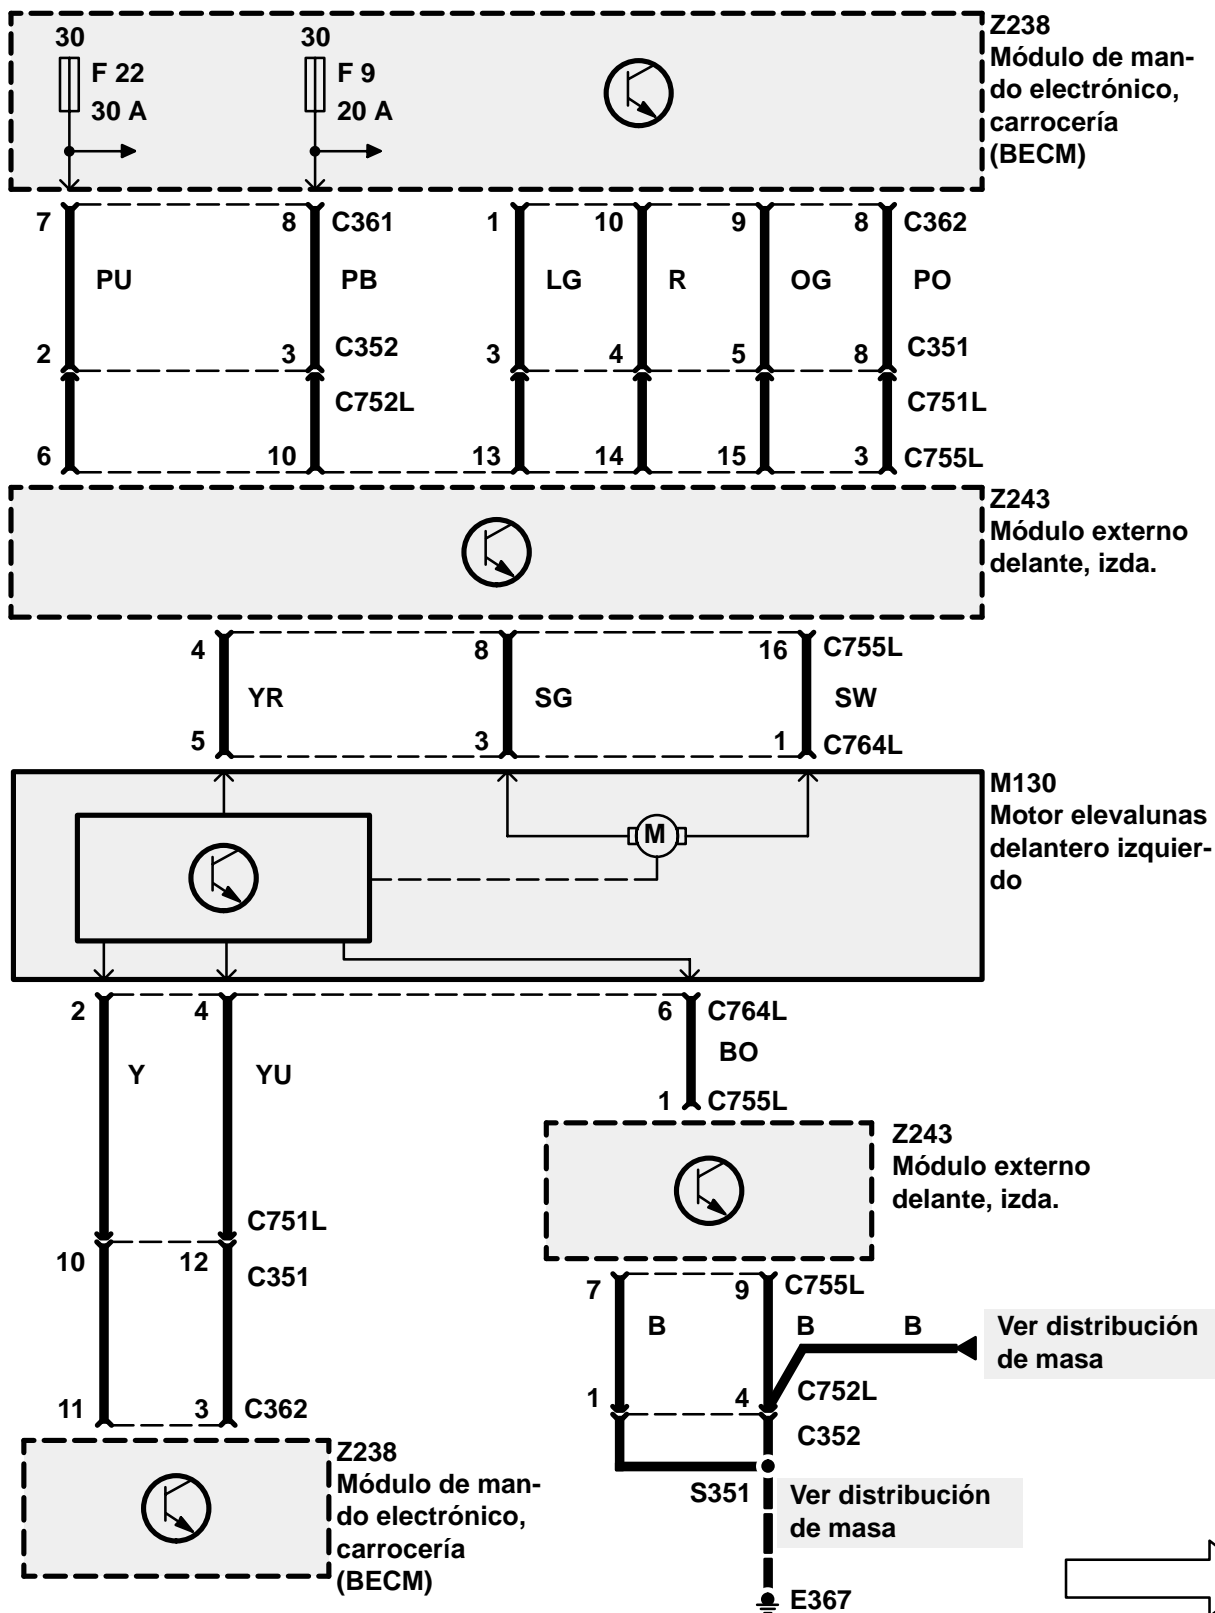 30 30 Z238
Módulo de man-
F 22 F 9
do electrónico,
30 A 20 A carrocería
(BECM)
7 8 C361 1 10 9 8 C362
PU PB LG R OG PO
2 3 C352 3 4 5 8 C351
C752L C751L
6 10 13 14 15 3 C755L
Z243
Módulo externo
delante, izda.
4 8 16 C755L
YR SG SW
5 3 1 C764L
M130
Motor elevalunas
M delantero izquier-
do
2 4 6 C764L
BO
Y YU
1 C755L
Z243
Módulo externo
delante, izda.
C751L
10 12 C351
7 9 C755L
B B B Ver distribución
de masa
1 4 C752L
11 3 C362
C352
Z238
Módulo de man-
do electrónico,
carrocería
(BECM)
S351 Ver distribución
de masa
E367